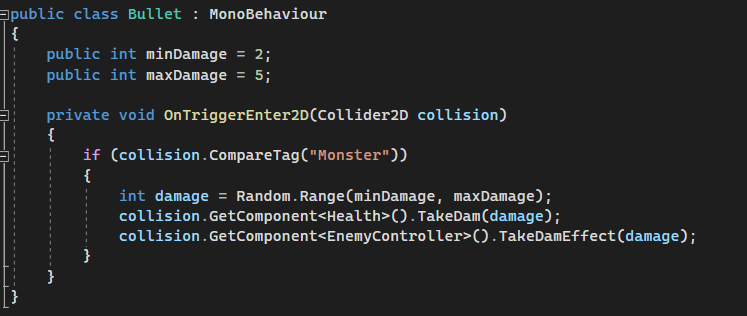 public class Bullet : MonoBehaviour
{
    public int minDamage = 2;
    public int maxDamage = 5;

    private void OnTriggerEnter2D(Collider2D collision)
    {
        if (collision.CompareTag("Monster"))
        {
            int damage = Random.Range(minDamage, maxDamage);
            collision.GetComponent<Health>().TakeDam(damage);
            collision.GetComponent<EnemyController>().TakeDamEffect(damage);
        }
    }
}